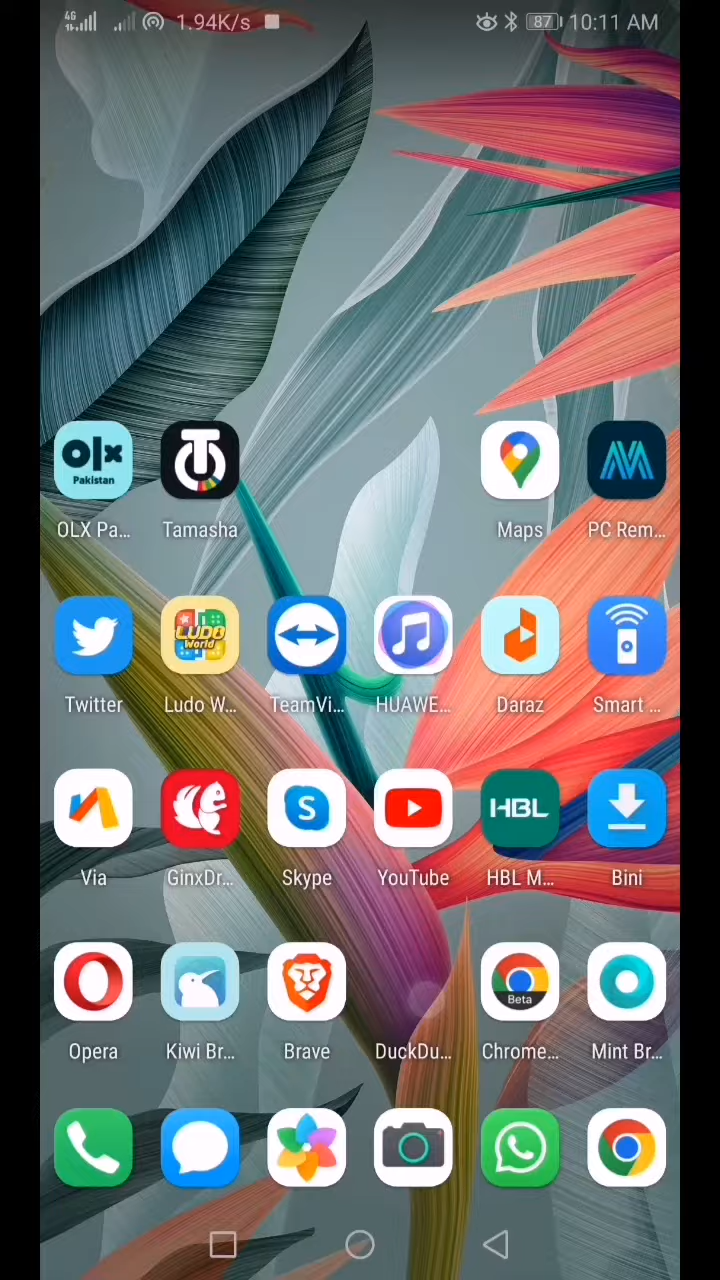 4G 1.94K/s 87 10:11 AM
olx
Pakistan
OLX Pa... Tamasha Maps PC Rem...
LUDO
World
Twitter Ludo W... TeamVi... HUAWE... Daraz Smart ...
S HBL
Via GinxDr... Skype YouTube HBL M... Bini
Beta
Opera Kiwi Br... Brave DuckDu... Chrome... Mint Br...